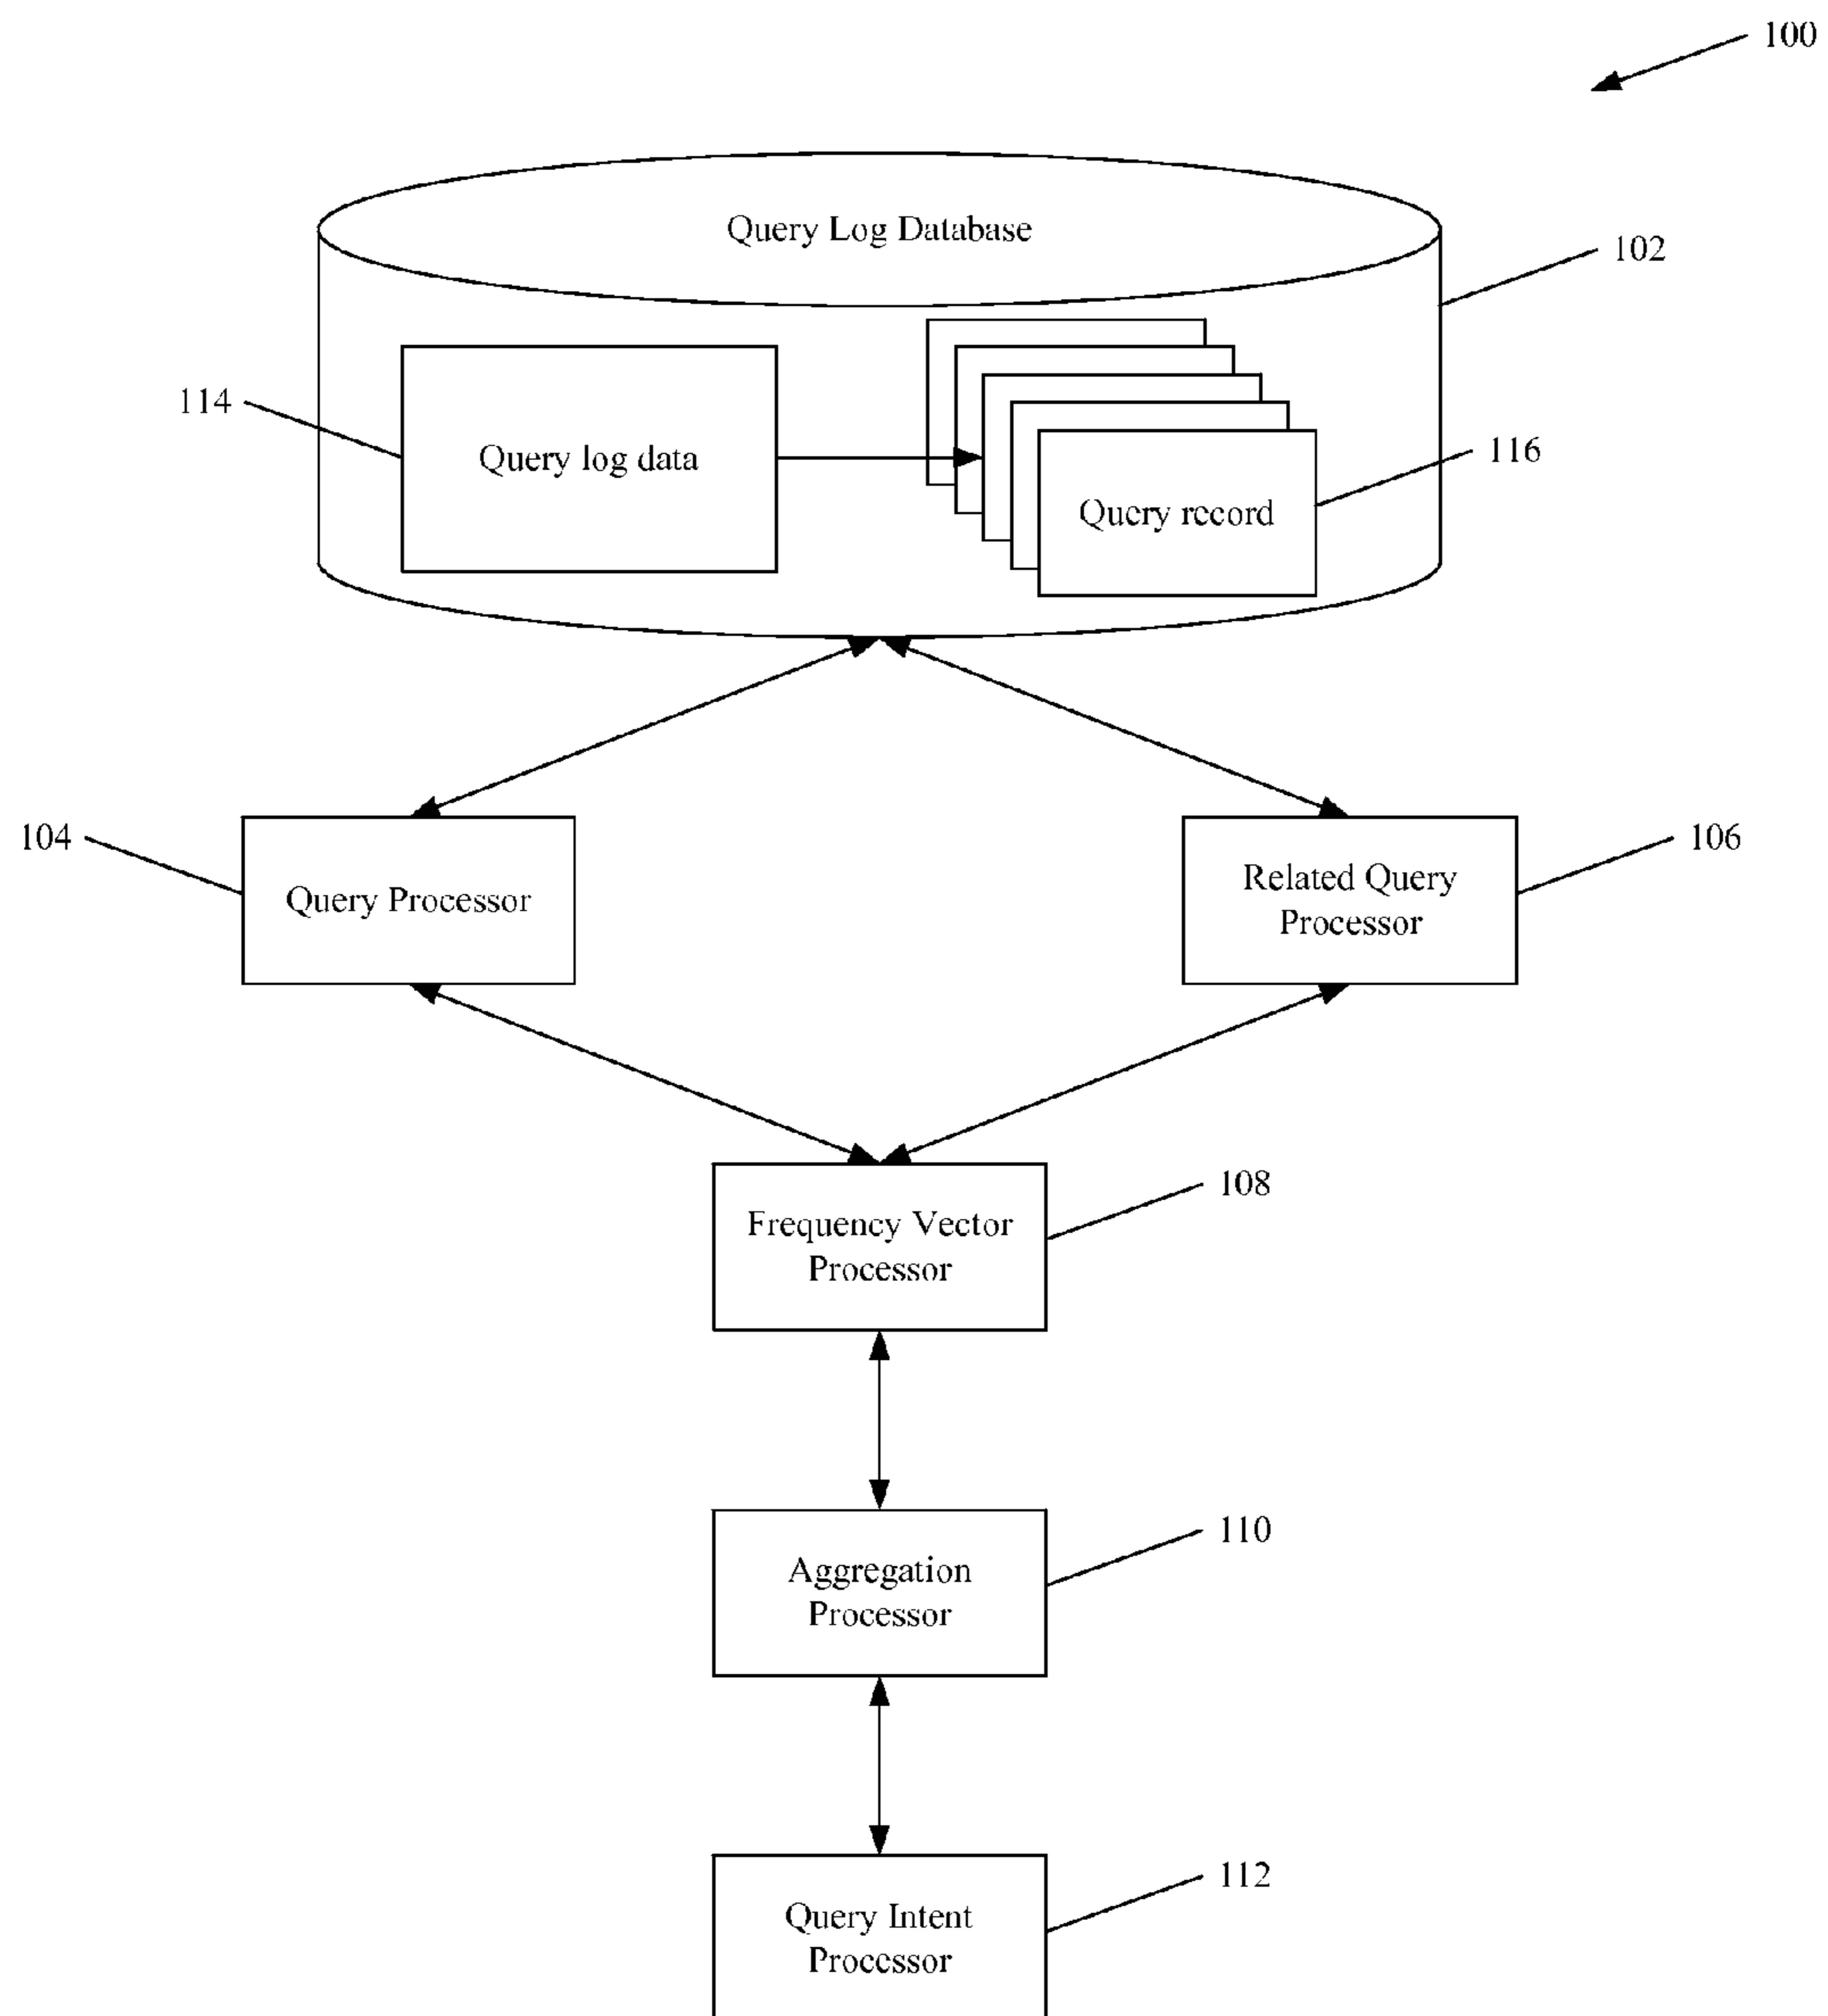 100
Query Log Database
102
114
Query log data
116
Query record
104
Query Processor
Related Query
Processor
106
108
Frequency Vector
Processor
110
Aggregation
Processor
112
Query Intent
Processor